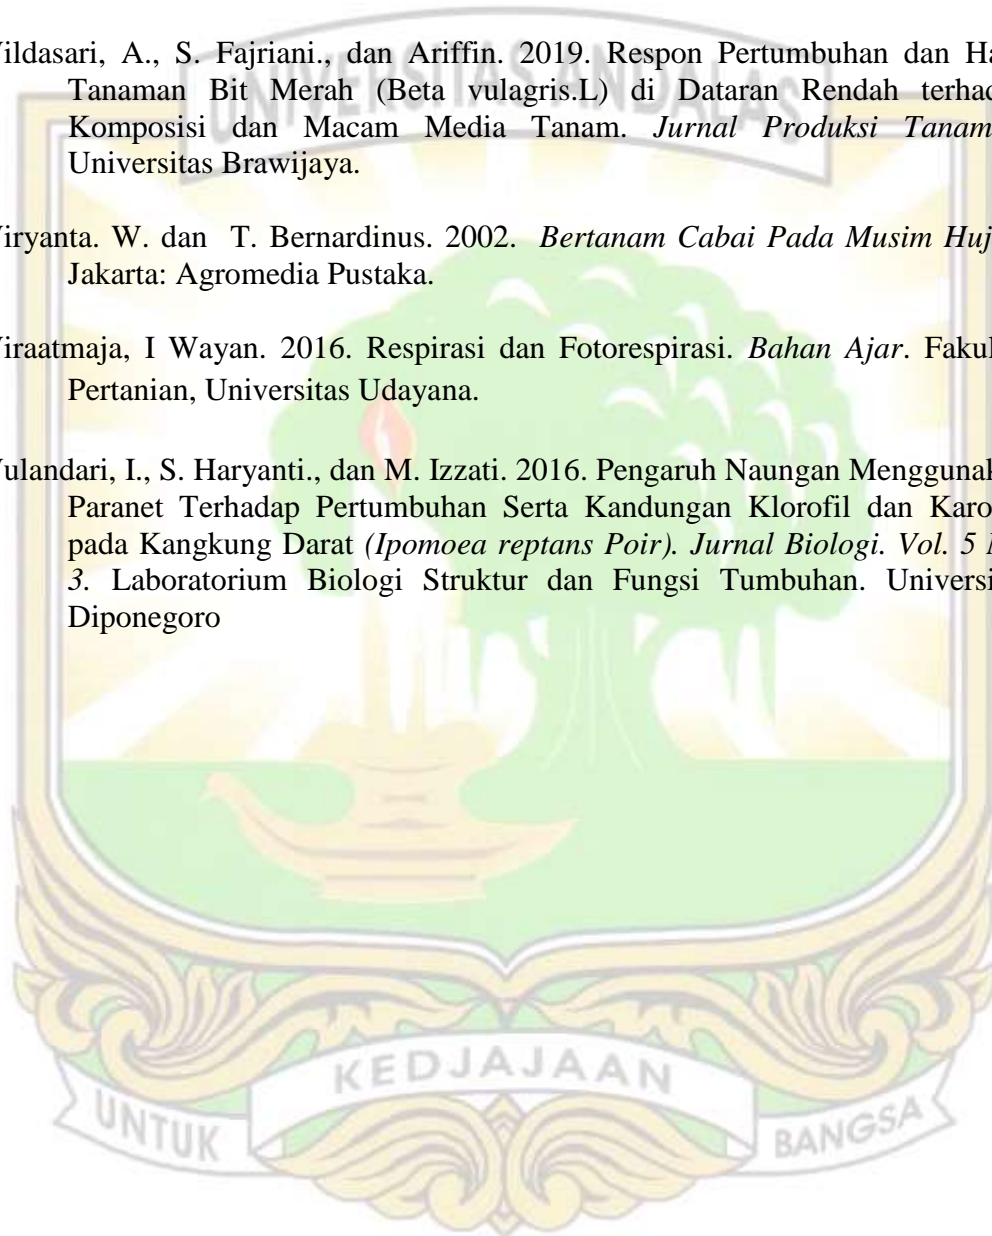 UNIVERSITAS ANDALAS
ildasari, A., S. Fajriani., dan Ariffin. 2019. Respon Pertumbuhan dan Ha
Tanaman Bit Merah (Beta vulagris.L) di Dataran Rendah terhad
Komposisi dan Macam Media Tanam. Jurnal Produksi Tanam
Universitas Brawijaya.
iryanta. W. dan T. Bernardinus. 2002. Bertanam Cabai Pada Musim Huj
Jakarta: Agromedia Pustaka.
iraatmaja, I Wayan. 2016. Respirasi dan Fotorespirasi. Bahan Ajar. Fakul
Pertanian, Universitas Udayana.
ulandari, I., S. Haryanti., dan M. Izzati. 2016. Pengaruh Naungan Menggunak
Paranet Terhadap Pertumbuhan Serta Kandungan Klorofil dan Karo
pada Kangkung Darat (Ipomoea reptans Poir). Jurnal Biologi. Vol. 5
3. Laboratorium Biologi Struktur dan Fungsi Tumbuhan. Universi
Diponegoro
UNTUK KEDJAJAAN BANGSA